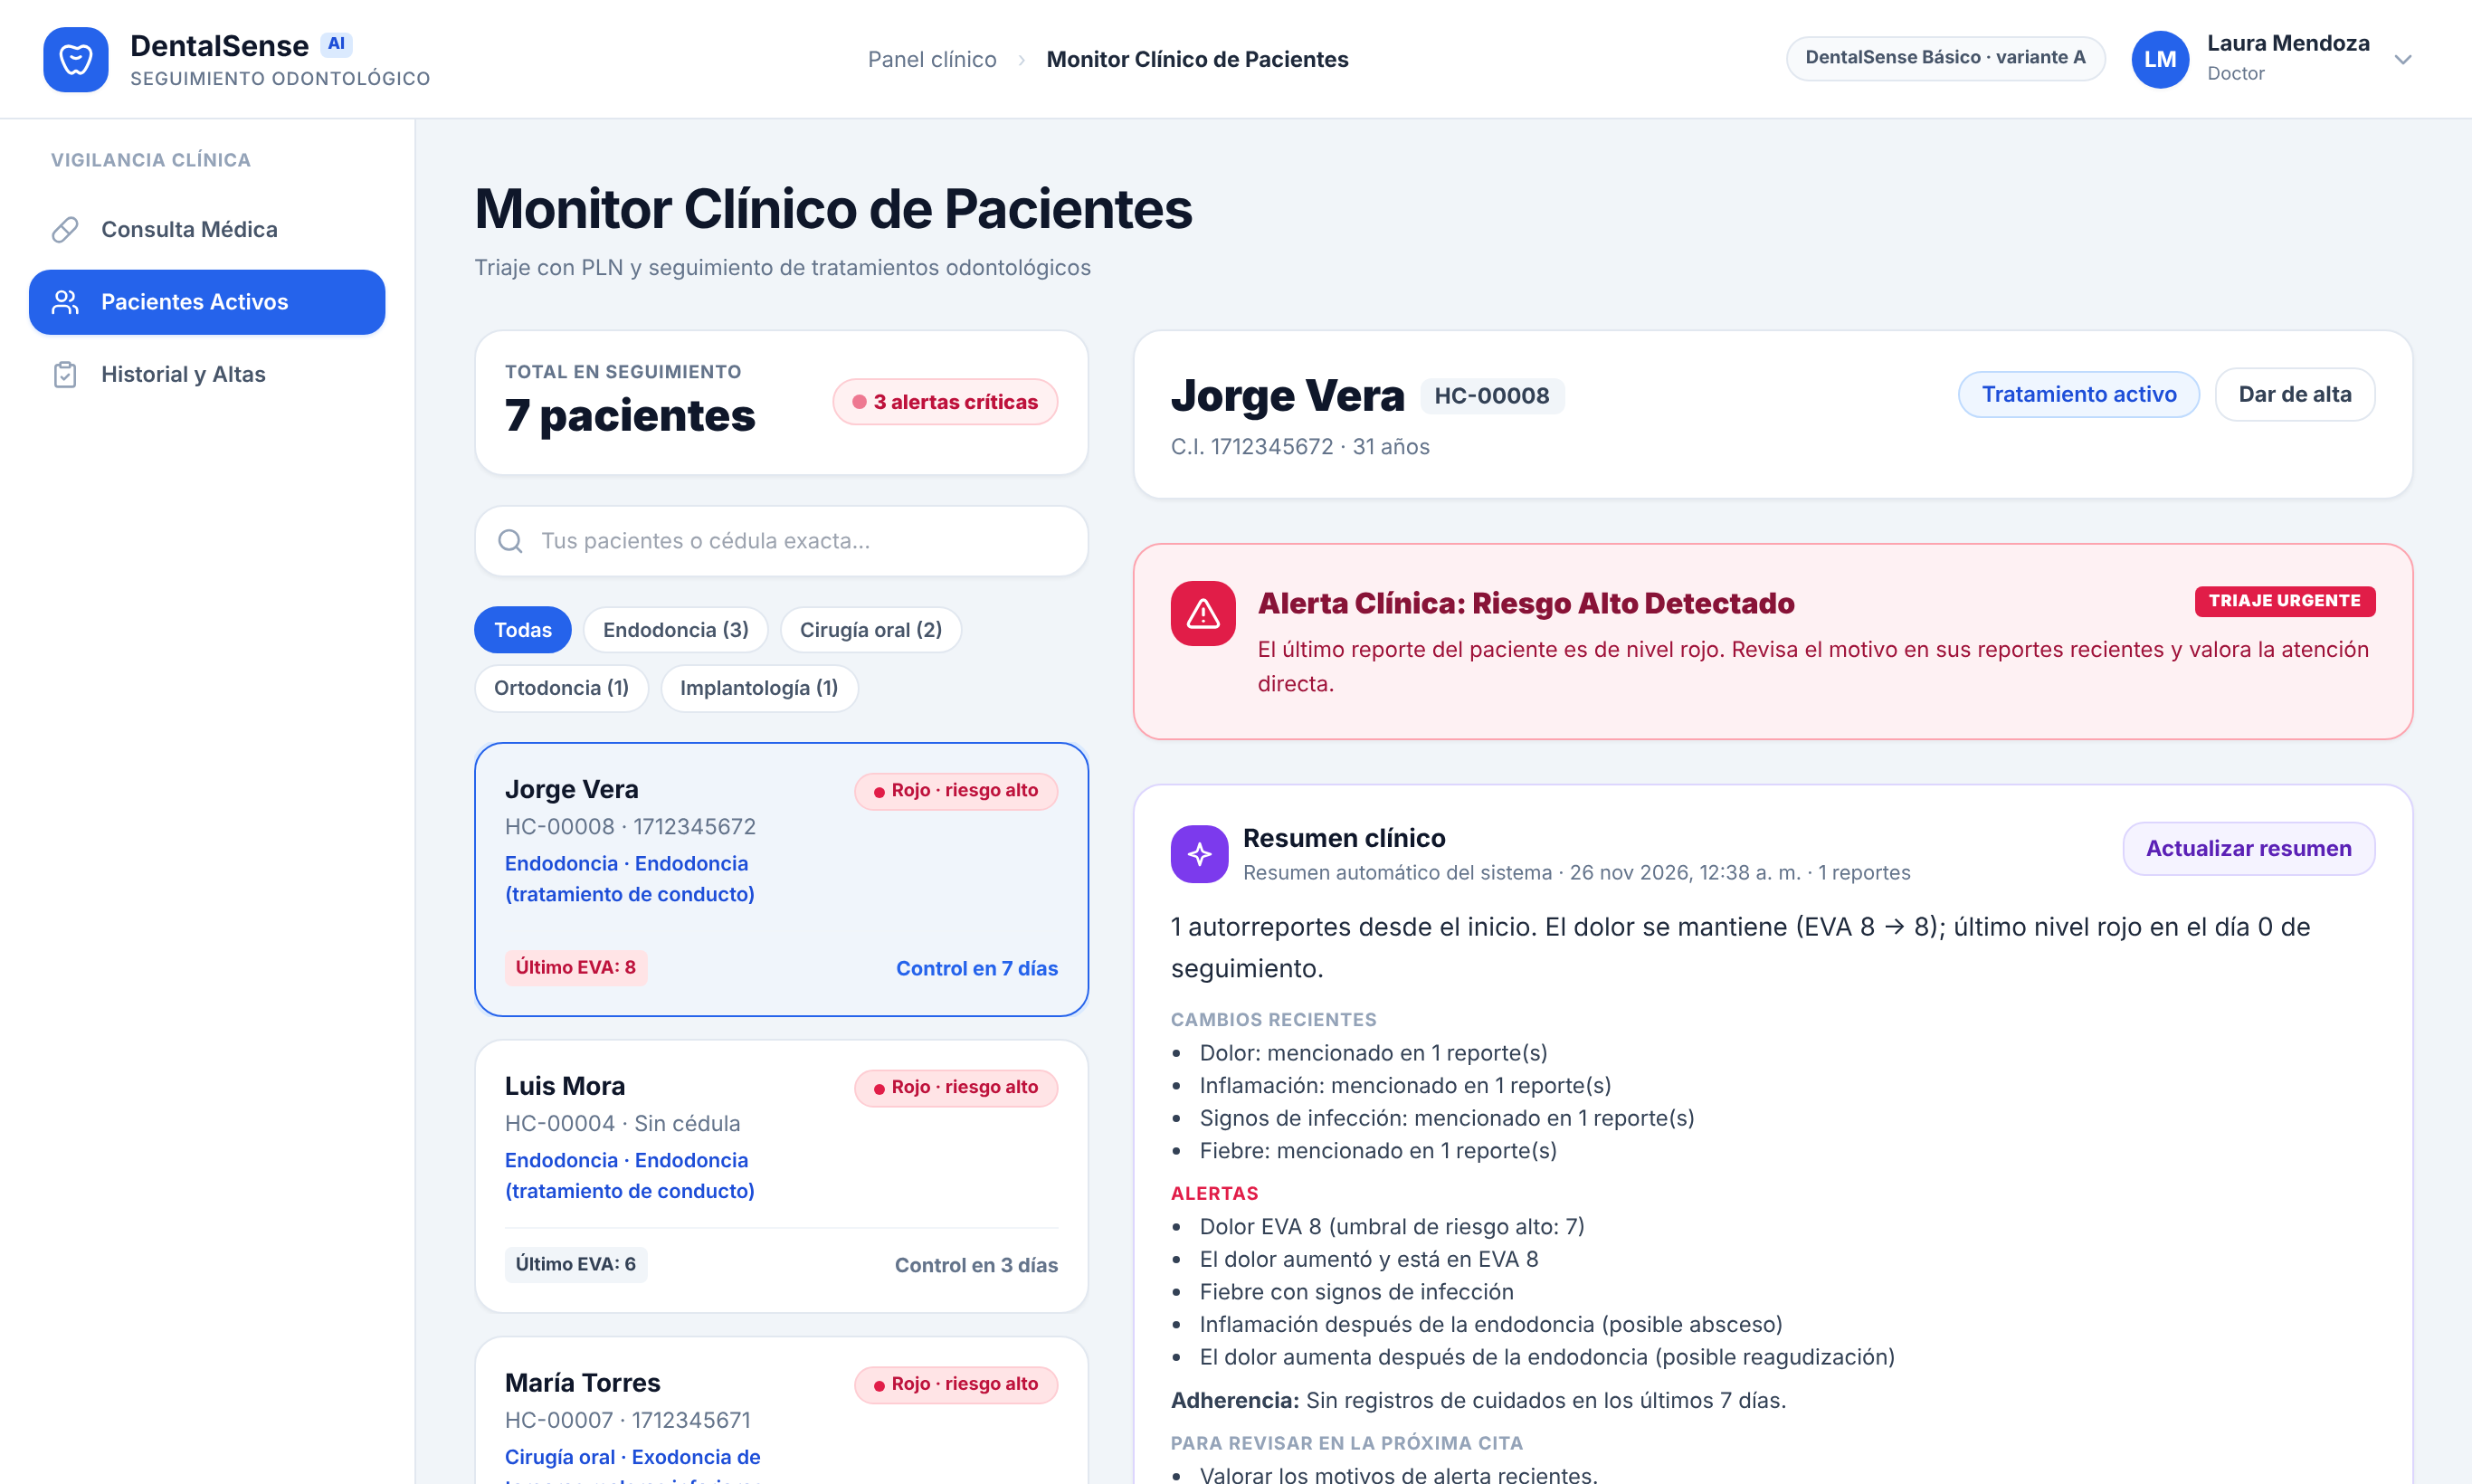 DentalSense AI
SEGUIMIENTO ODONTOLÓGICO
Panel clínico › Monitor Clínico de Pacientes
DentalSense Básico · variante A
LM
Laura Mendoza
Doctor
VIGILANCIA CLÍNICA
Consulta Médica
Pacientes Activos
Historial y Altas
Monitor Clínico de Pacientes
Triaje con PLN y seguimiento de tratamientos odontológicos
TOTAL EN SEGUIMIENTO
7 pacientes
3 alertas críticas
Tus pacientes o cédula exacta...
Todas
Endodoncia (3)
Cirugía oral (2)
Ortodoncia (1)
Implantología (1)
Jorge Vera
Rojo · riesgo alto
HC-00008 · 1712345672
Endodoncia · Endodoncia
(tratamiento de conducto)
Último EVA: 8
Control en 7 días
Luis Mora
Rojo · riesgo alto
HC-00004 · Sin cédula
Endodoncia · Endodoncia
(tratamiento de conducto)
Último EVA: 6
Control en 3 días
María Torres
Rojo · riesgo alto
HC-00007 · 1712345671
Cirugía oral · Exodoncia de
Jorge Vera HC-00008
C.I. 1712345672 · 31 años
Tratamiento activo
Dar de alta
Alerta Clínica: Riesgo Alto Detectado
TRIAJE URGENTE
El último reporte del paciente es de nivel rojo. Revisa el motivo en sus reportes recientes y valora la atención
directa.
Resumen clínico
Resumen automático del sistema · 26 nov 2026, 12:38 a. m. · 1 reportes
Actualizar resumen
1 autorreportes desde el inicio. El dolor se mantiene (EVA 8 → 8); último nivel rojo en el día 0 de
seguimiento.
CAMBIOS RECIENTES
• Dolor: mencionado en 1 reporte(s)
• Inflamación: mencionado en 1 reporte(s)
• Signos de infección: mencionado en 1 reporte(s)
• Fiebre: mencionado en 1 reporte(s)
ALERTAS
• Dolor EVA 8 (umbral de riesgo alto: 7)
• El dolor aumentó y está en EVA 8
• Fiebre con signos de infección
• Inflamación después de la endodoncia (posible absceso)
• El dolor aumenta después de la endodoncia (posible reagudización)
Adherencia: Sin registros de cuidados en los últimos 7 días.
PARA REVISAR EN LA PRÓXIMA CITA
• Valorar los motivos de alerta recientes.